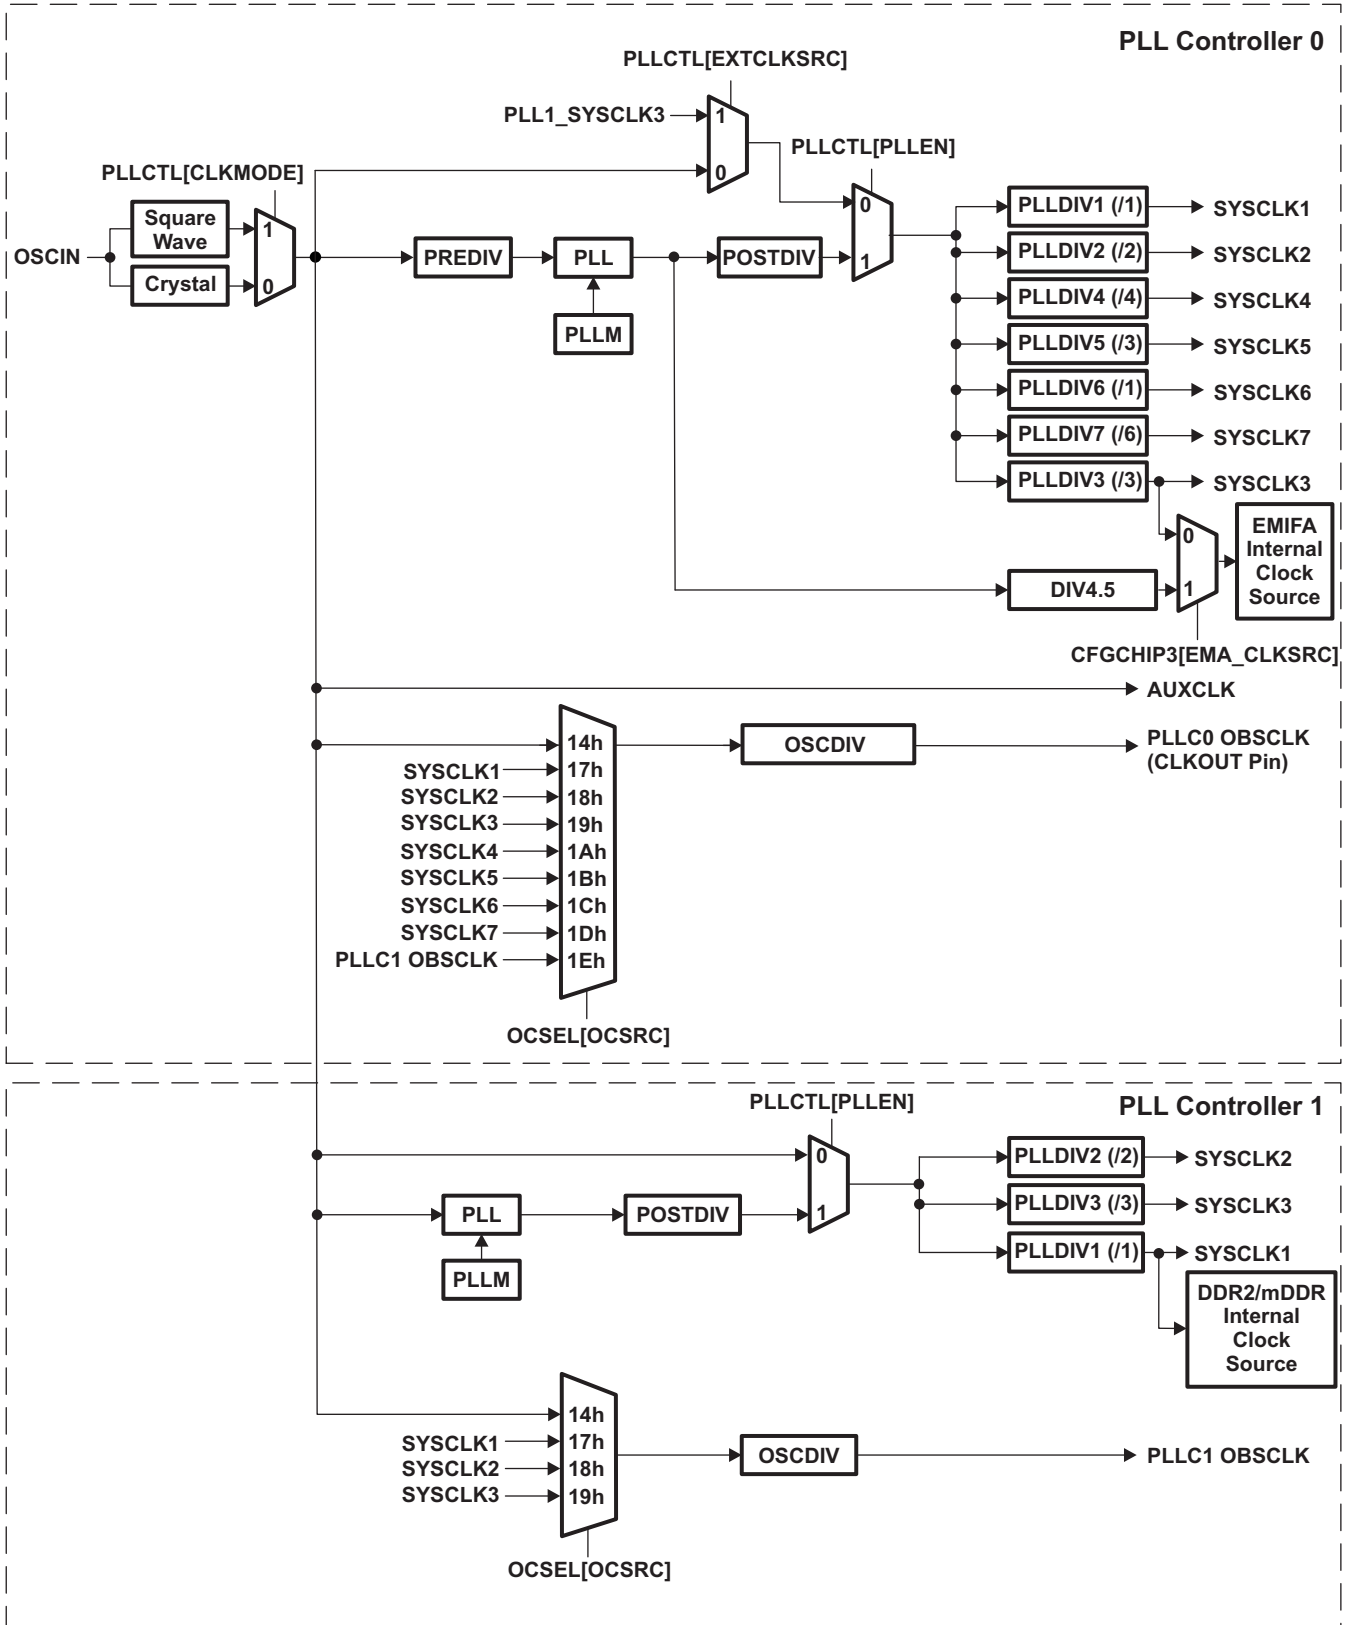 PLL Controller 0
PLLCTL[EXTCLKSRC]
PLL1_SYSCLK3
1
0
PLLCTL[PLLEN]
0
1
PLLCTL[CLKMODE]
OSCIN
Square
Wave
Crystal
1
0
PREDIV
PLL
PLLM
POSTDIV
PLLDIV1 (/1)
SYSCLK1
PLLDIV2 (/2)
SYSCLK2
PLLDIV4 (/4)
SYSCLK4
PLLDIV5 (/3)
SYSCLK5
PLLDIV6 (/1)
SYSCLK6
PLLDIV7 (/6)
SYSCLK7
PLLDIV3 (/3)
SYSCLK3
0
1
EMIFA
Internal
Clock
Source
DIV4.5
CFGCHIP3[EMA_CLKSRC]
AUXCLK
14h
OSCDIV
PLLC0 OBSCLK
(CLKOUT Pin)
SYSCLK1
17h
SYSCLK2
18h
SYSCLK3
19h
SYSCLK4
1Ah
SYSCLK5
1Bh
SYSCLK6
1Ch
SYSCLK7
1Dh
PLLC1 OBSCLK
1Eh
OCSEL[OCSRC]
PLL Controller 1
PLLCTL[PLLEN]
0
1
PLL
PLLM
POSTDIV
PLLDIV2 (/2)
SYSCLK2
PLLDIV3 (/3)
SYSCLK3
PLLDIV1 (/1)
SYSCLK1
DDR2/mDDR
Internal
Clock
Source
14h
SYSCLK1
17h
SYSCLK2
18h
SYSCLK3
19h
OSCDIV
PLLC1 OBSCLK
OCSEL[OCSRC]